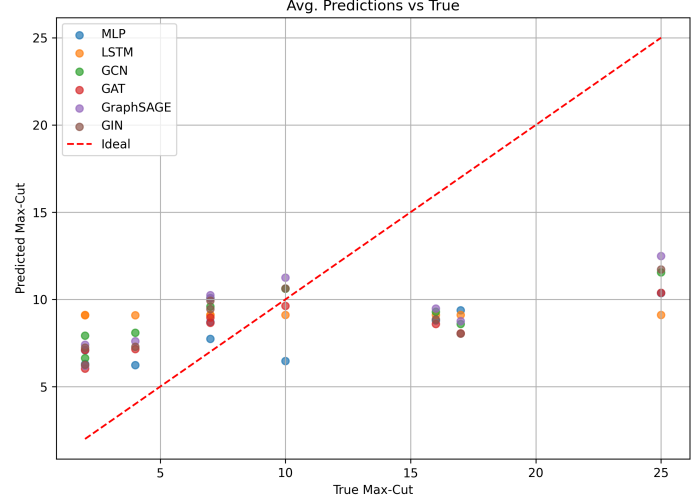 Avg. Predictions vs True
MLP
LSTM
GCN
GAT
GraphSAGE
GIN
Ideal
25
20
15
10
5
Predicted Max-Cut
5
10
15
20
25
True Max-Cut